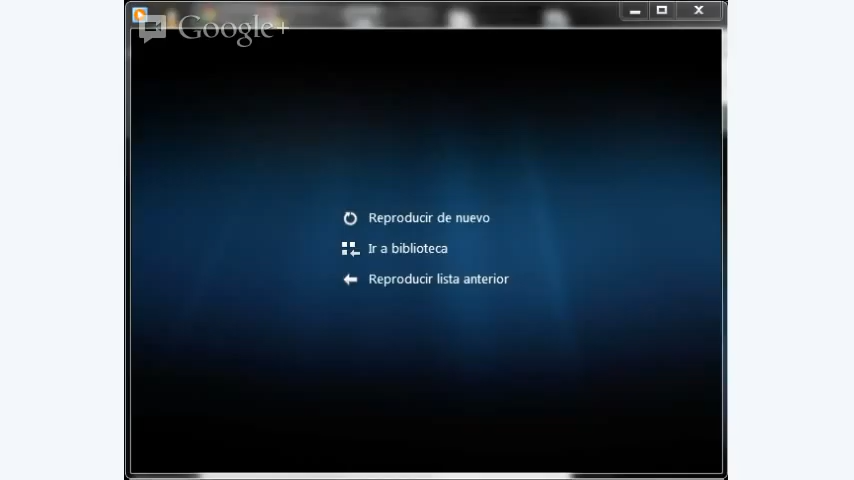 Google+
Reproducir de nuevo
Ir a biblioteca
Reproducir lista anterior